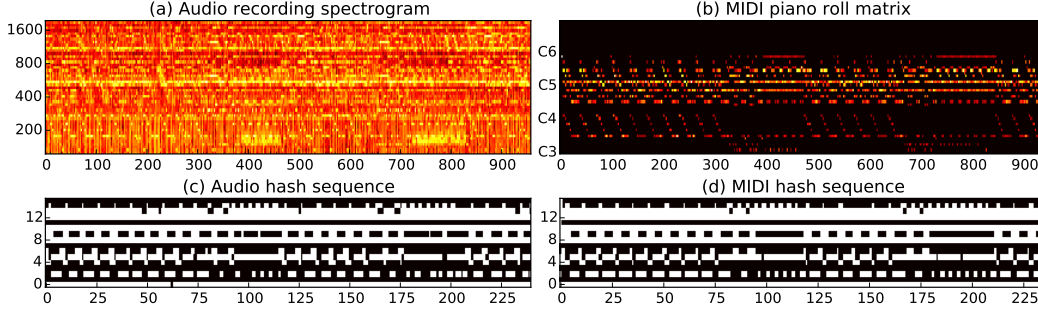 (a) Audio recording spectrogram
(b) MIDI piano roll matrix
1600
800
400
200
0 100 200 300 400 500 600 700 800 900
C6
C5
C4
C3
0 100 200 300 400 500 600 700 800 900
(c) Audio hash sequence
(d) MIDI hash sequence
12
8
4
0
0 25 50 75 100 125 150 175 200 225
12
8
4
0
0 25 50 75 100 125 150 175 200 225